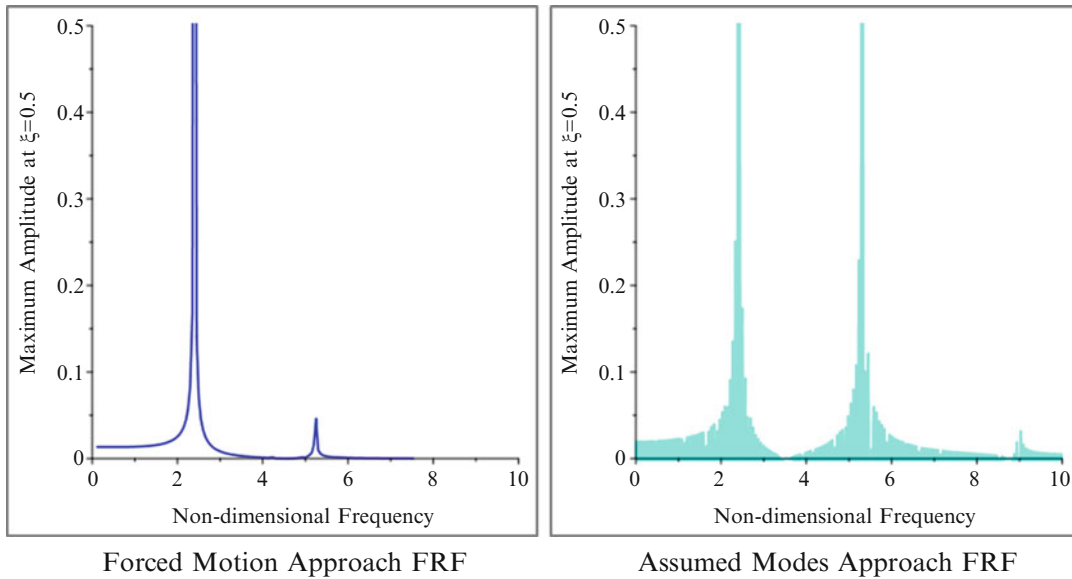 Maximum Amplitude at ξ=0.5
0.5
0.4
0.3
0.2
0.1
0
0 2 4 6 8 10
Non-dimensional Frequency
Forced Motion Approach FRF
Maximum Amplitude at ξ=0.5
0.5
0.4
0.3
0.2
0.1
0
0 2 4 6 8 10
Non-dimensional Frequency
Assumed Modes Approach FRF